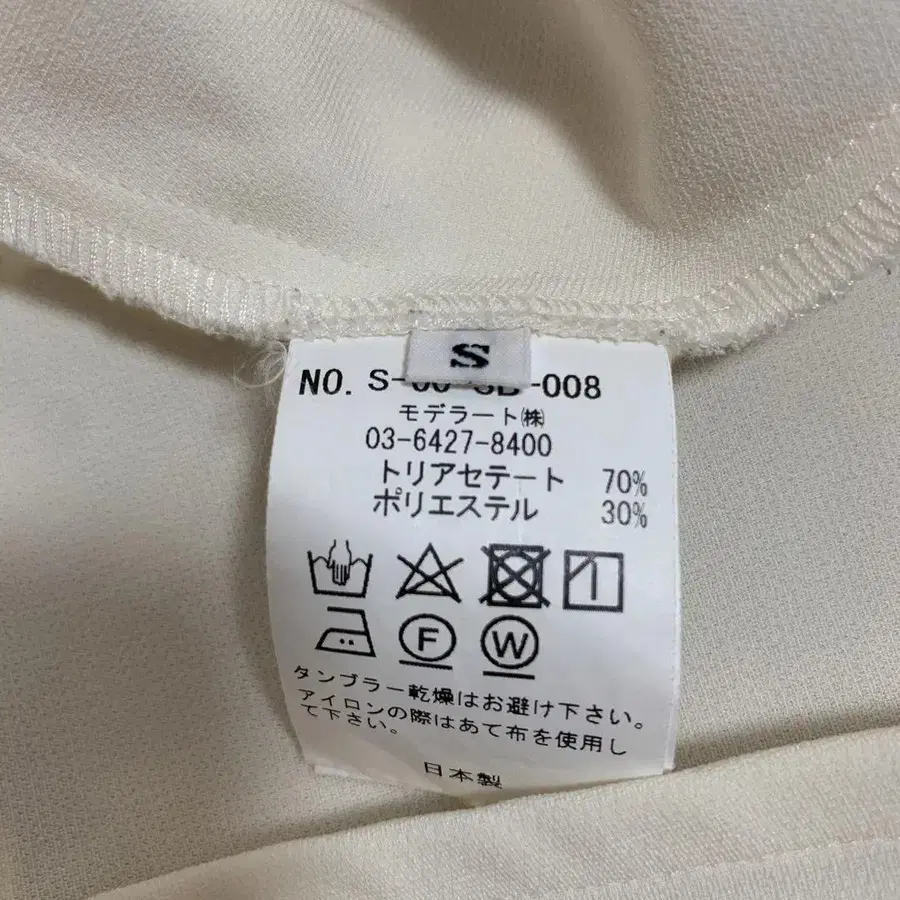 S
NO. S-00 -008
モデラート㈱
03-6427-8400
トリアセテート 70%
ポリエステル 30%
F W
タンブラー乾燥はお避け下さい。
アイロンの際はあて布を使用し
て下さい。
日本製